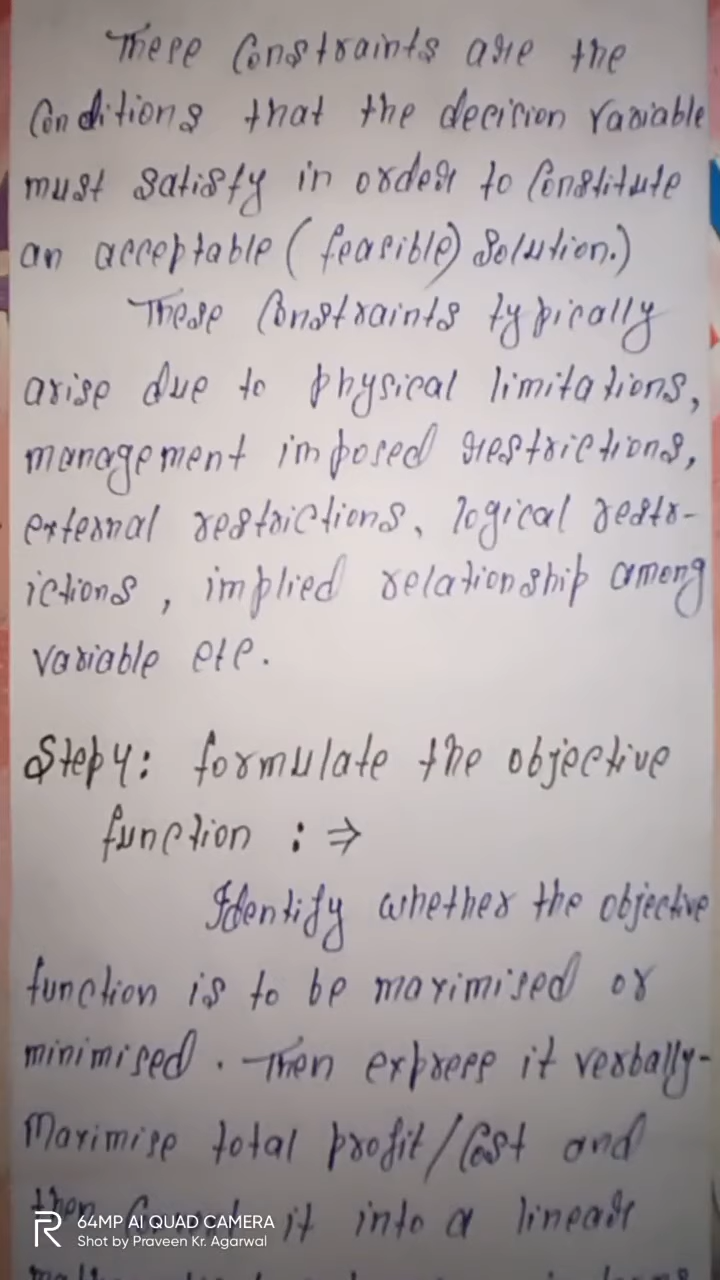 These Constraints are the
Conditions that the decision variable
must satisfy in order to Constitute
an acceptable (feasible) Solution.)
These Constraints typically
arise due to physical limitations,
management imposed restrictions,
external restrictions, logical restr-
ictions, implied relationship among
variable etc.
Step 4: formulate the objective
function : ⇒
Identify whether the objective
function is to be maximised or
minimised. Then express it verbally-
Maximise total profit/Cost and
then it into a linear
64MP AI QUAD CAMERA
Shot by Praveen Kr. Agarwal